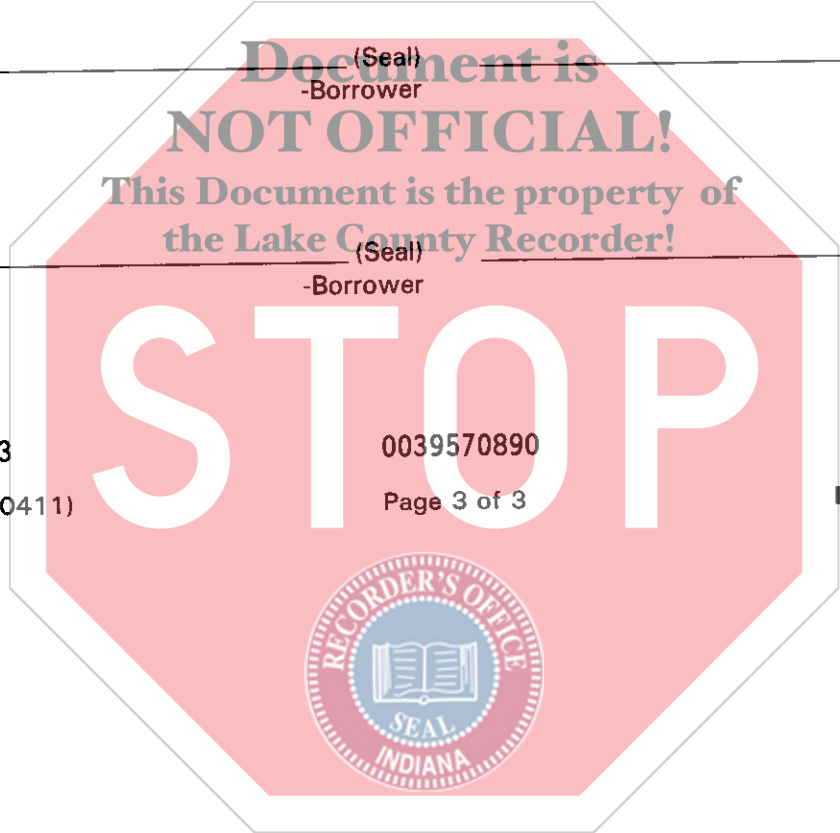 Document is
(Seal)
-Borrower
NOT OFFICIAL!
This Document is the property of
the Lake County Recorder!
(Seal)
-Borrower
STOP
3
0039570890
0411)
Page 3 of 3
RECORDER'S OFFICE
SEAL
INDIANA